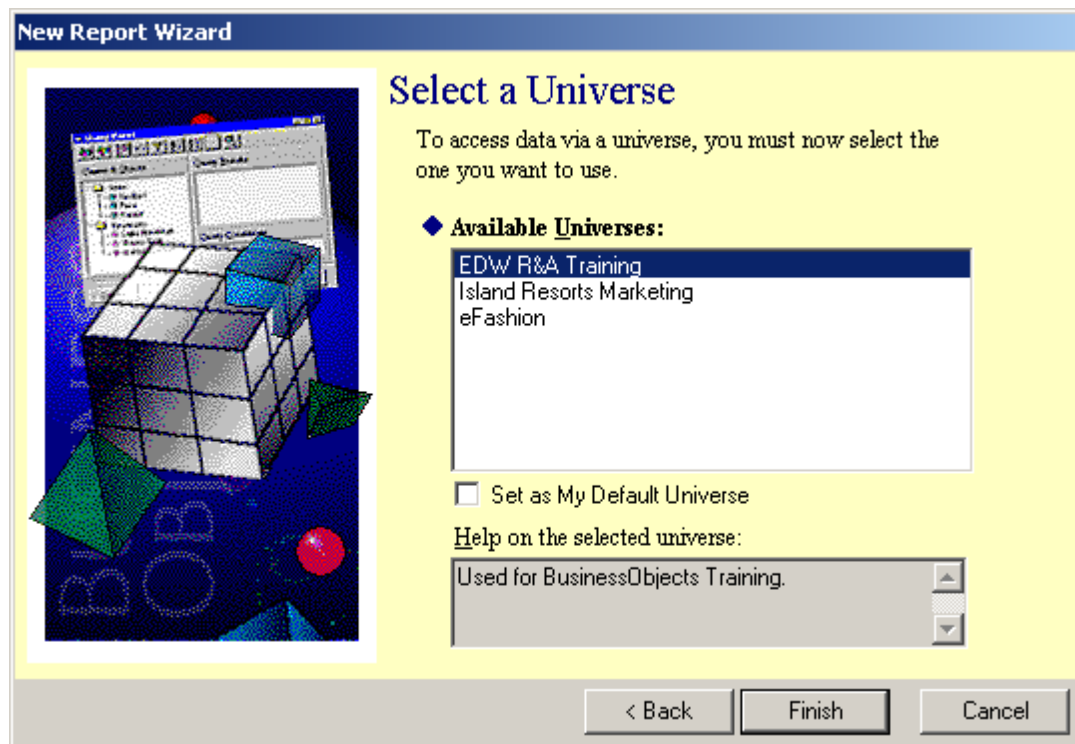 New Report Wizard
Select a Universe
To access data via a universe, you must now select the
one you want to use.
Available Universes:
EDW R&A Training
Island Resorts Marketing
eFashion
Set as My Default Universe
Help on the selected universe:
Used for BusinessObjects Training.
< Back
Finish
Cancel